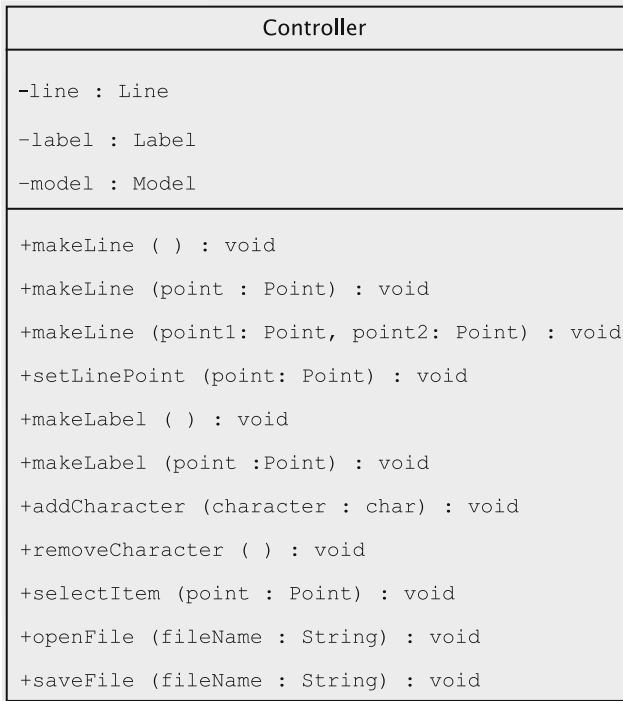 Controller
-line : Line
-label : Label
-model : Model
+makeLine ( ) : void
+makeLine (point : Point) : void
+makeLine (point1: Point, point2: Point) : void
+setLinePoint (point: Point) : void
+makeLabel ( ) : void
+makeLabel (point :Point) : void
+addCharacter (character : char) : void
+removeCharacter ( ) : void
+selectItem (point : Point) : void
+openFile (fileName : String) : void
+saveFile (fileName : String) : void